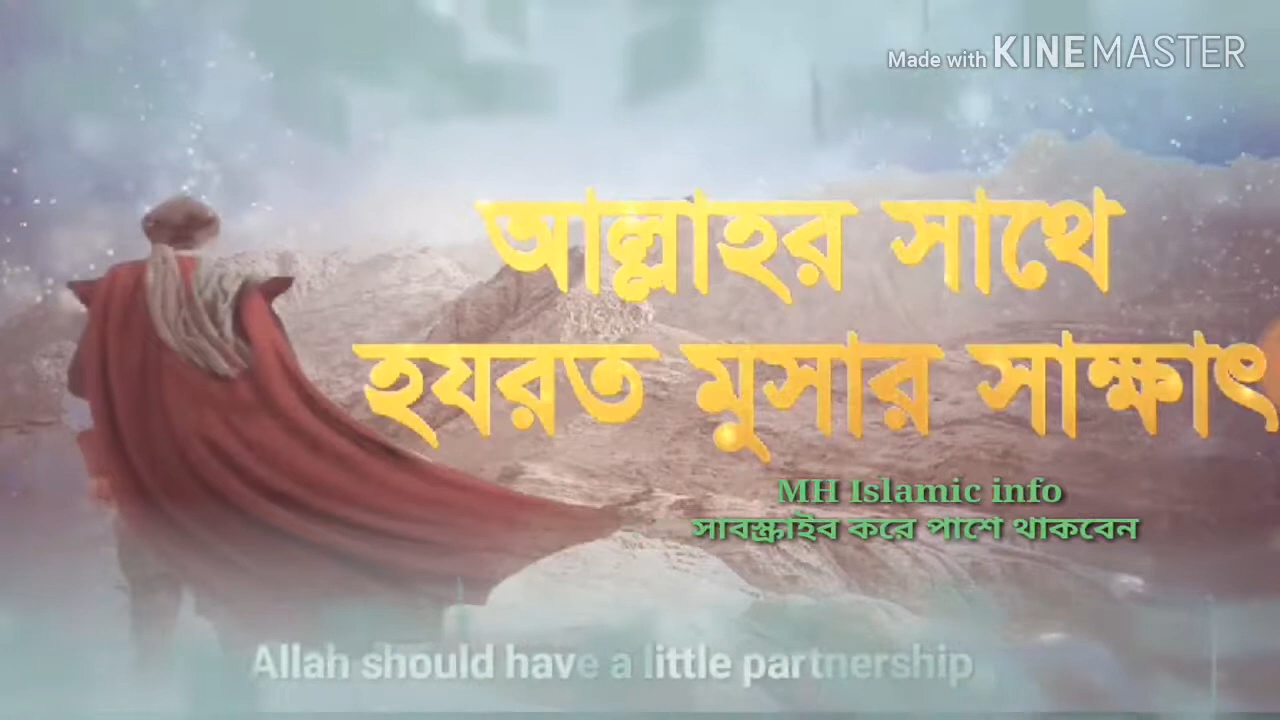 Made with KINEMASTER
আল্লাহর সাথে
হযরত মুসার সাক্ষাৎ
MH Islamic info
সাবস্ক্রাইব করে পাশে থাকবেন
Allah should have a little partnership